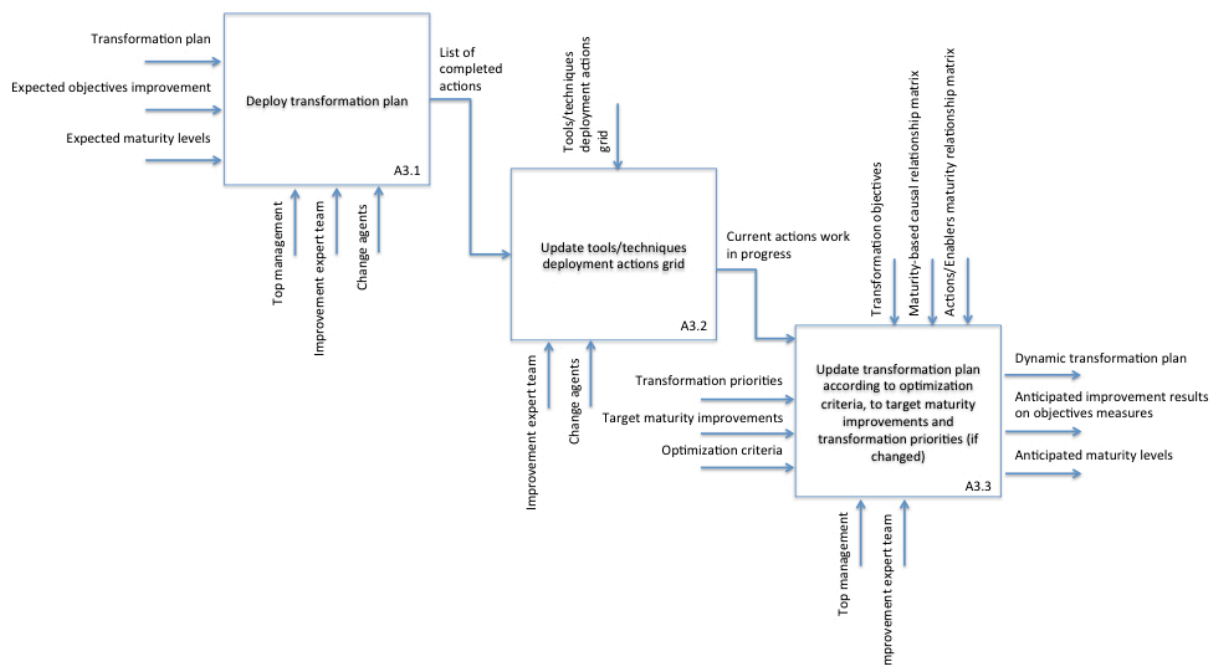 Transformation plan
Expected objectives improvement
Expected maturity levels
Deploy transformation plan
A3.1
Top management
Improvement expert team
Change agents
List of
completed
actions
Tools/techniques
deployment actions
grid
Update tools/techniques
deployment actions grid
A3.2
Improvement expert team
Change agents
Current actions work
in progress
Transformation objectives
Maturity-based causal relationship matrix
Actions/Enablers maturity relationship matrix
Transformation priorities
Target maturity improvements
Optimization criteria
Update transformation plan
according to optimization
criteria, to target maturity
improvements and
transformation priorities (if
changed)
A3.3
Top management
mprovement expert team
Dynamic transformation plan
Anticipated improvement results
on objectives measures
Anticipated maturity levels